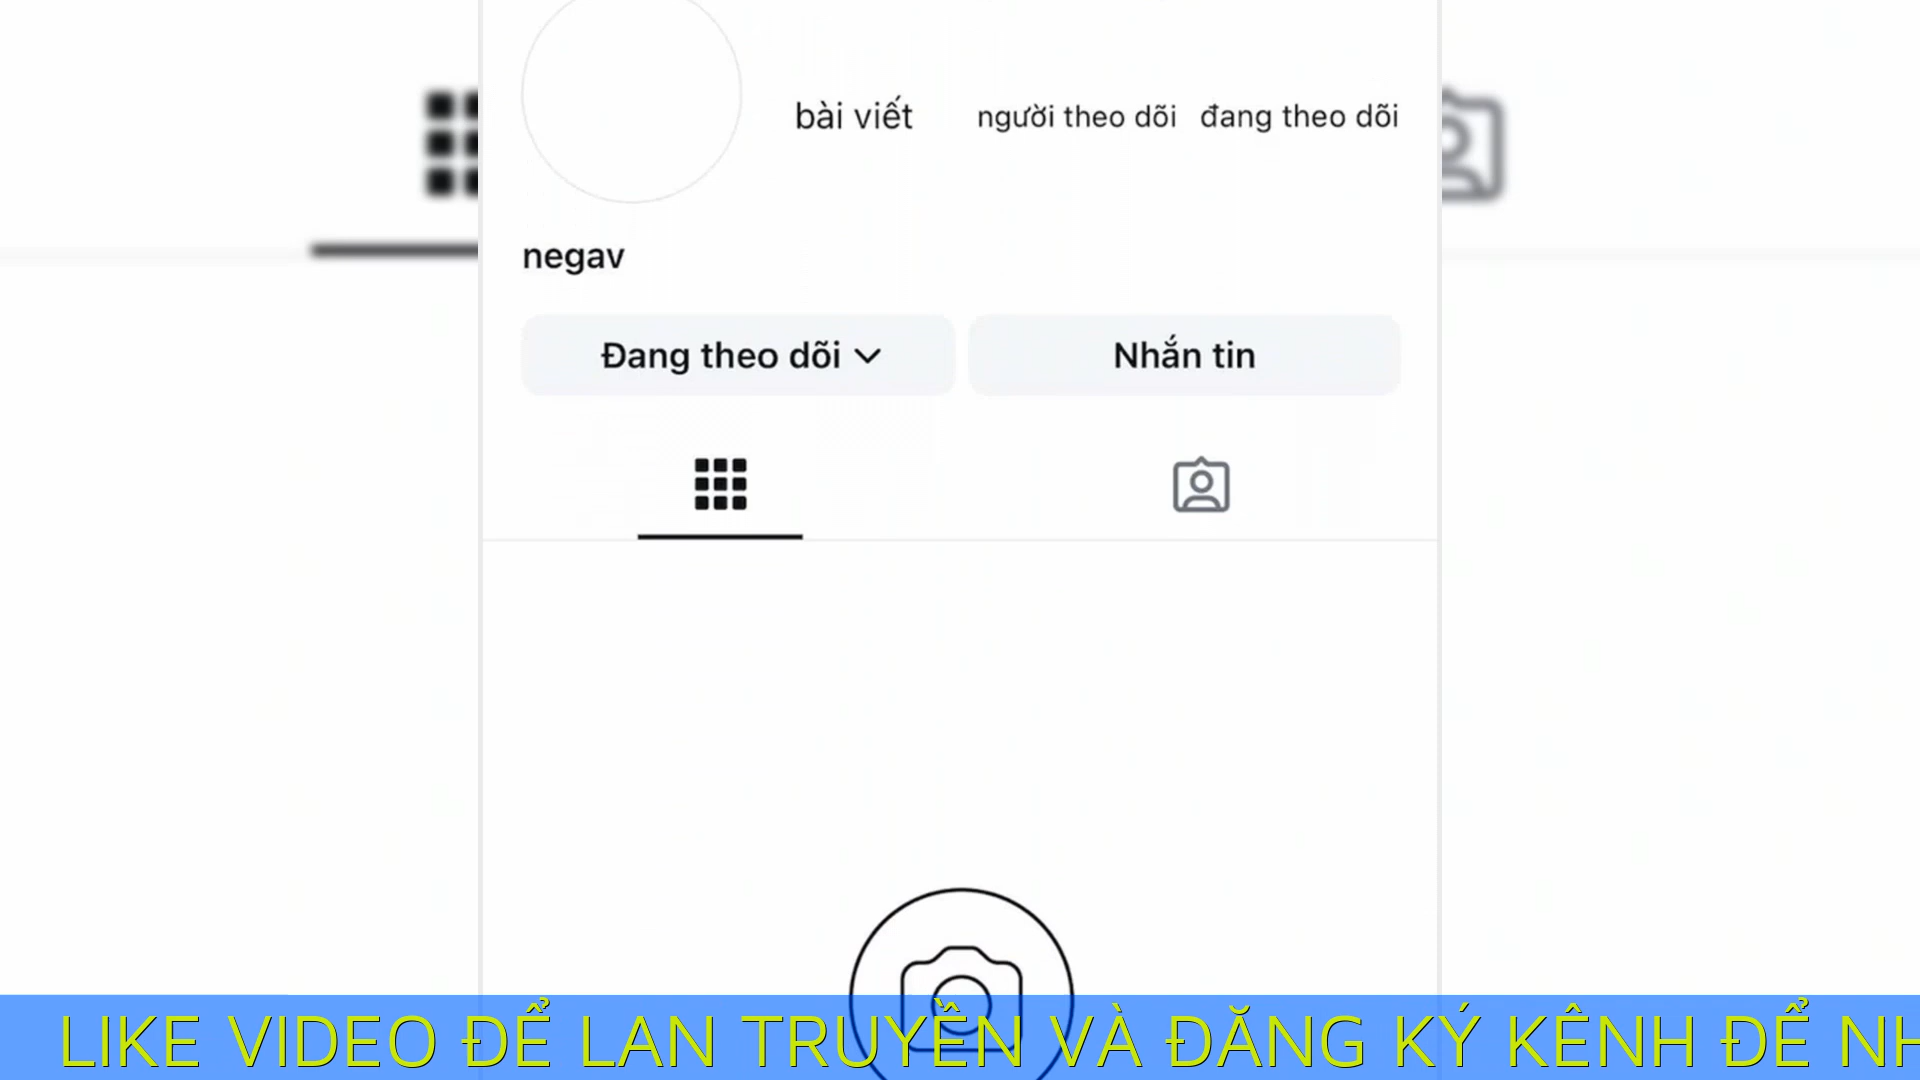 bài viết người theo dõi đang theo dõi
negav
Đang theo dõi Nhắn tin
LIKE VIDEO ĐỂ LAN TRUYỀN VÀ ĐĂNG KÝ KÊNH ĐỂ NH